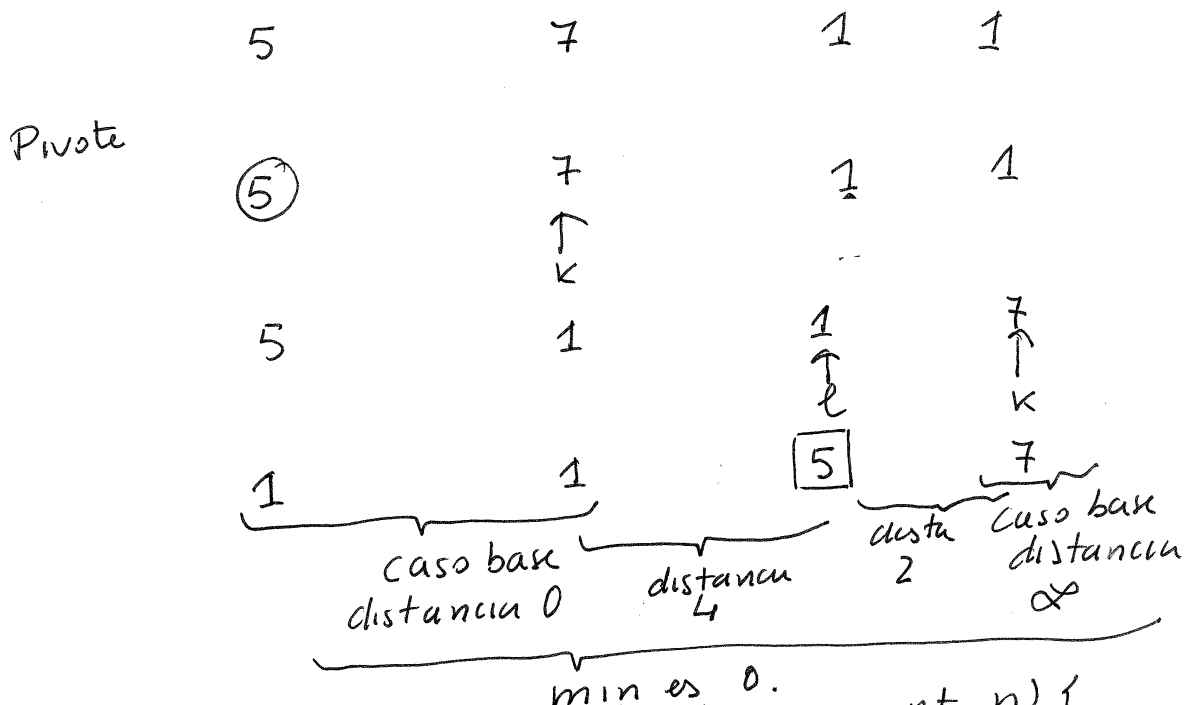 5 7 1 1
Pivote
5 7 1 1
K
5 1 1 7
l K
1 1 5 7
caso base distancia 0
distancia 4
dista 2
caso base distancia ∞
min es 0.
nt n) {